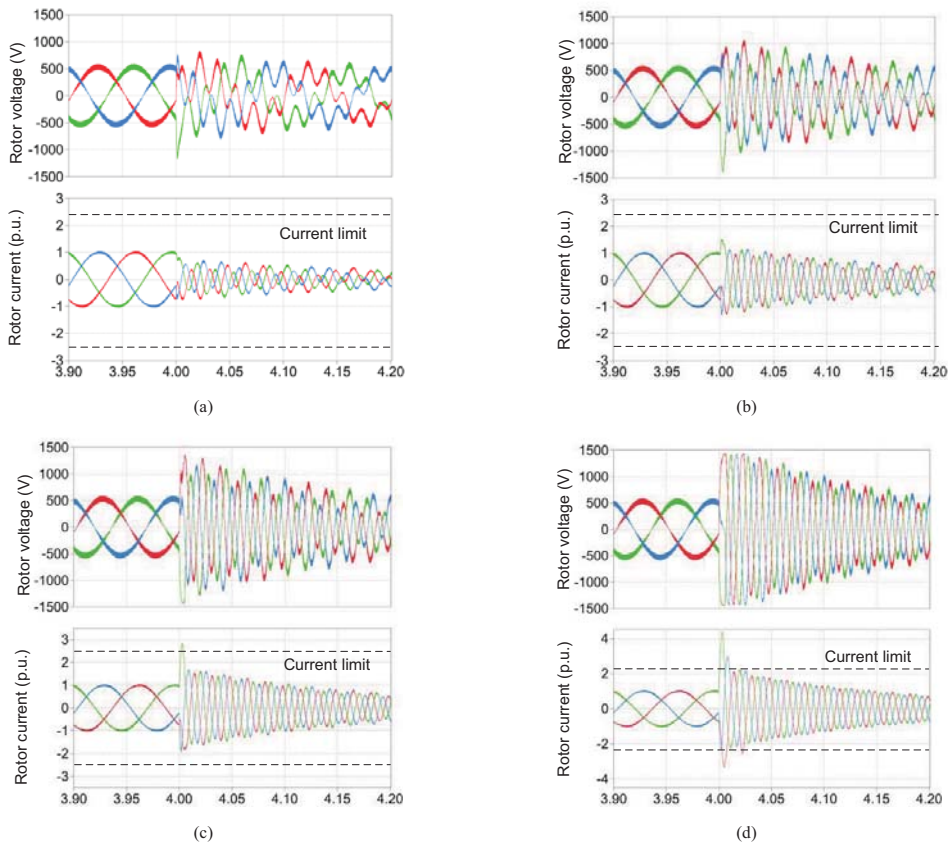 Rotor voltage (V)
1500
1000
500
0
-500
-1000
-1500
Rotor current (p.u.)
3
2
1
0
-1
-2
-3
Current limit
3.90 3.95 4.00 4.05 4.10 4.15 4.20
(a)
Rotor voltage (V)
1500
1000
500
0
-500
-1000
-1500
Rotor current (p.u.)
3
2
1
0
-1
-2
-3
Current limit
3.90 3.95 4.00 4.05 4.10 4.15 4.20
(b)
Rotor voltage (V)
1500
1000
500
0
-500
-1000
-1500
Rotor current (p.u.)
3
2
1
0
-1
-2
-3
Current limit
3.90 3.95 4.00 4.05 4.10 4.15 4.20
(c)
Rotor voltage (V)
1500
1000
500
0
-500
-1000
-1500
Rotor current (p.u.)
4
2
0
-2
-4
Current limit
3.90 3.95 4.00 4.05 4.10 4.15 4.20
(d)